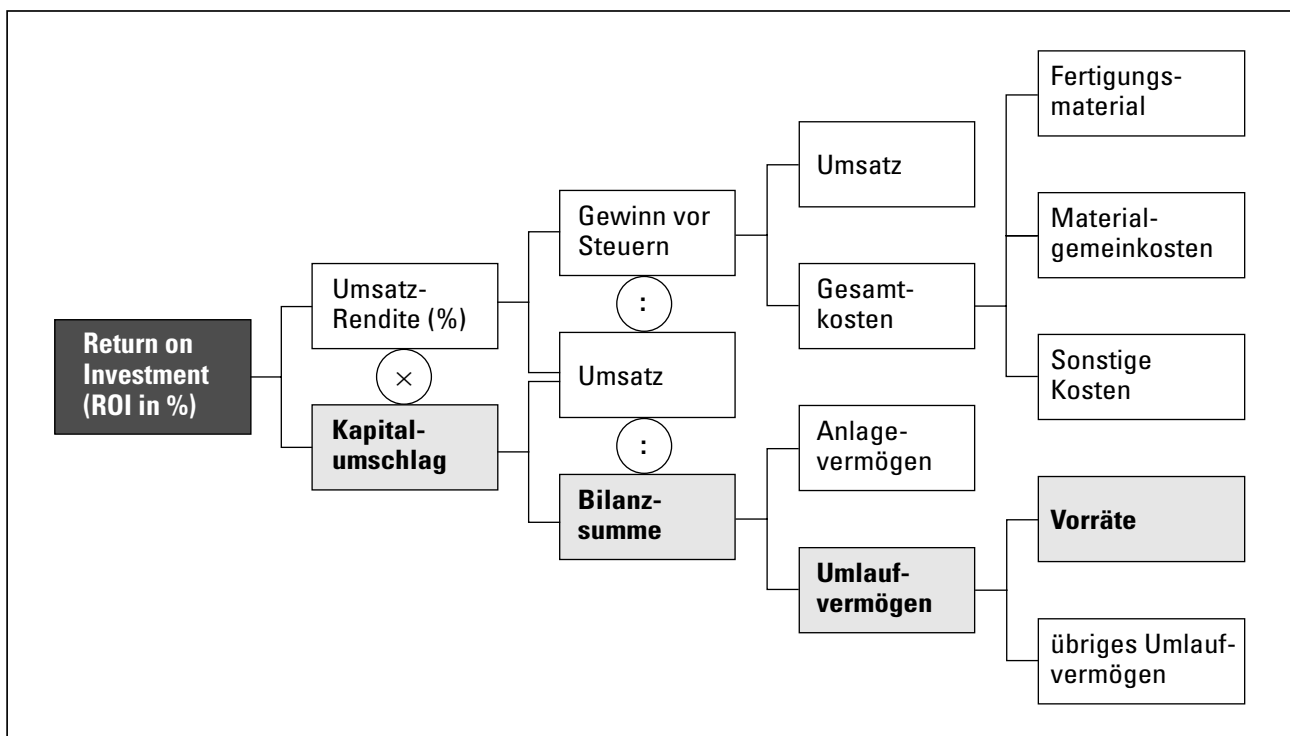 Return on
Investment
(ROI in %)
Umsatz-
Rendite (%)
×
Kapital-
umschlag
Gewinn vor
Steuern
:
Umsatz
:
Bilanz-
summe
Umsatz
Gesamt-
kosten
Anlage-
vermögen
Umlauf-
vermögen
Fertigungs-
material
Material-
gemeinkosten
Sonstige
Kosten
Vorräte
übriges Umlauf-
vermögen